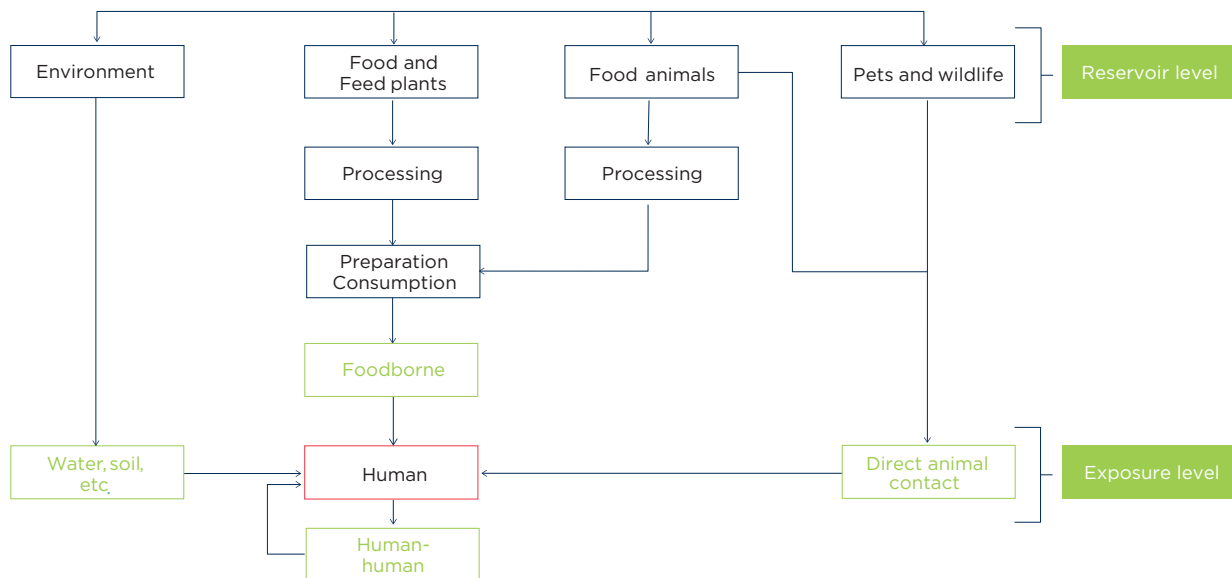 Environment
Food and
Feed plants
Food animals
Pets and wildlife
Reservoir level
Processing
Processing
Preparation
Consumption
Foodborne
Water, soil,
etc.
Human
Direct animal
contact
Exposure level
Human-
human